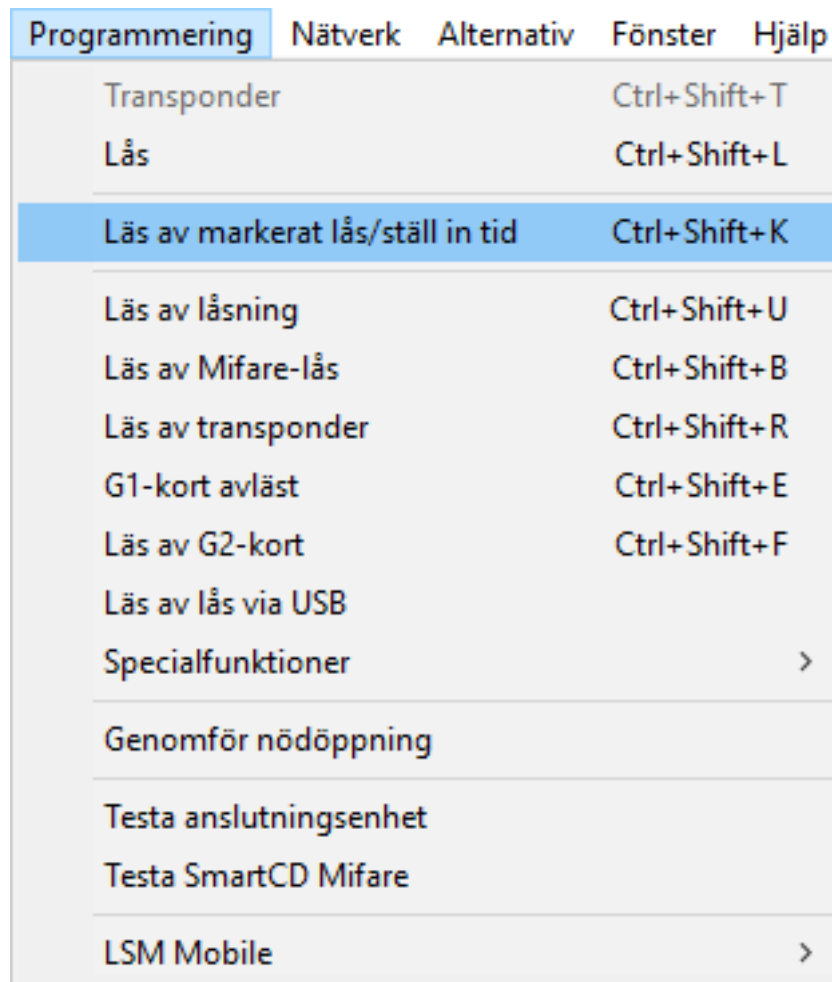 Programmering Nätverk Alternativ Fönster Hjälp
Transponder Ctrl+Shift+T
Lås Ctrl+Shift+L
Läs av markerat lås/ställ in tid Ctrl+Shift+K
Läs av låsning Ctrl+Shift+U
Läs av Mifare-lås Ctrl+Shift+B
Läs av transponder Ctrl+Shift+R
G1-kort avläst Ctrl+Shift+E
Läs av G2-kort Ctrl+Shift+F
Läs av lås via USB
Specialfunktioner
Genomför nödöppning
Testa anslutningsenhet
Testa SmartCD Mifare
LSM Mobile